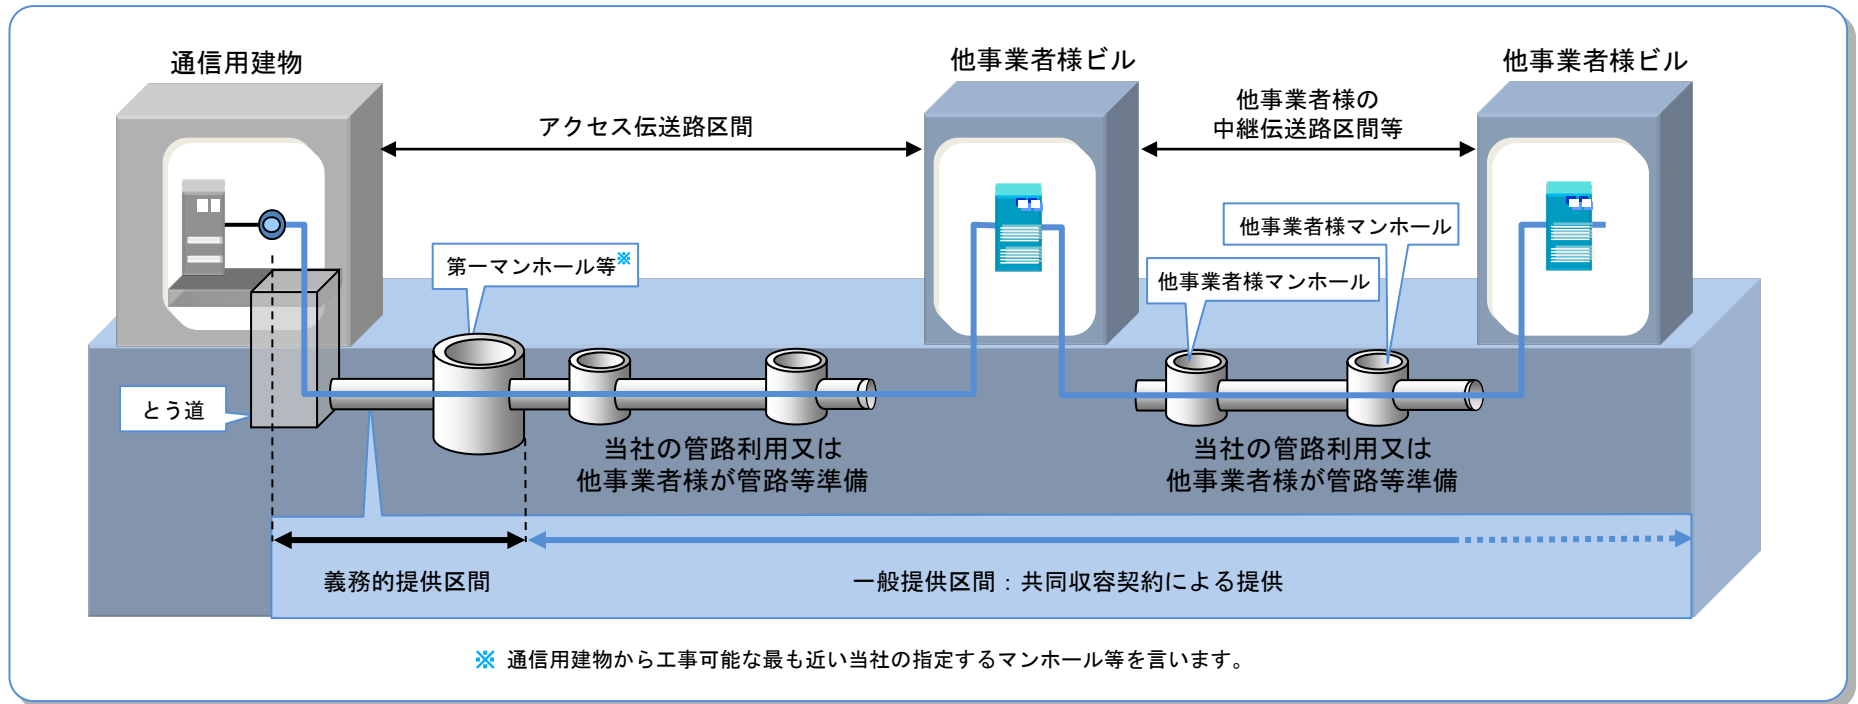 通信用建物
他事業者様ビル
他事業者様ビル
アクセス伝送路区間
他事業者様の
中継伝送路区間等
第一マンホール等※
他事業者様マンホール
他事業者様マンホール
とう道
当社の管路利用又は
他事業者様が管路等準備
当社の管路利用又は
他事業者様が管路等準備
義務的提供区間
一般提供区間：共同収容契約による提供
※ 通信用建物から工事可能な最も近い当社の指定するマンホール等を言います。